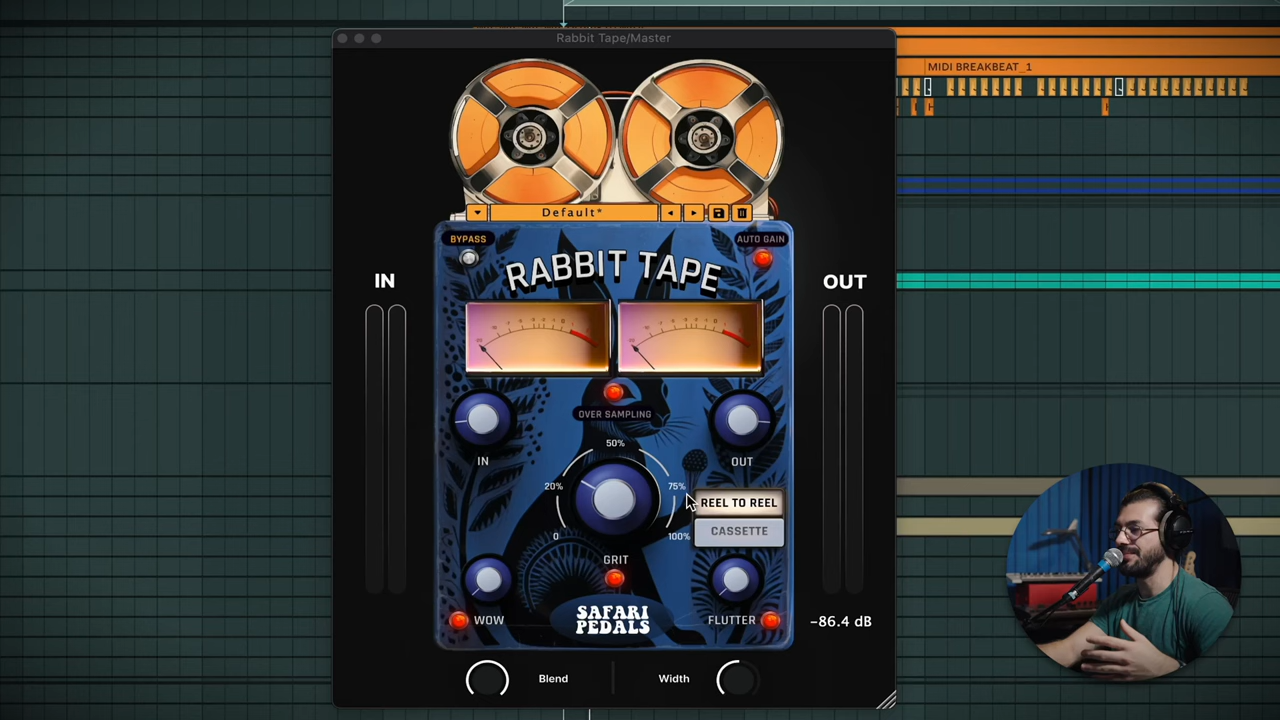 Rabbit Tape/Master
MIDI BREAKBEAT_1
Default*
BYPASS
AUTO GAIN
RABBIT TAPE
IN
OUT
OVER SAMPLING
50%
IN
OUT
20%
75%
REEL TO REEL
CASSETTE
0
100%
GRIT
WOW
SAFARI
PEDALS
FLUTTER
-86.4 dB
Blend
Width